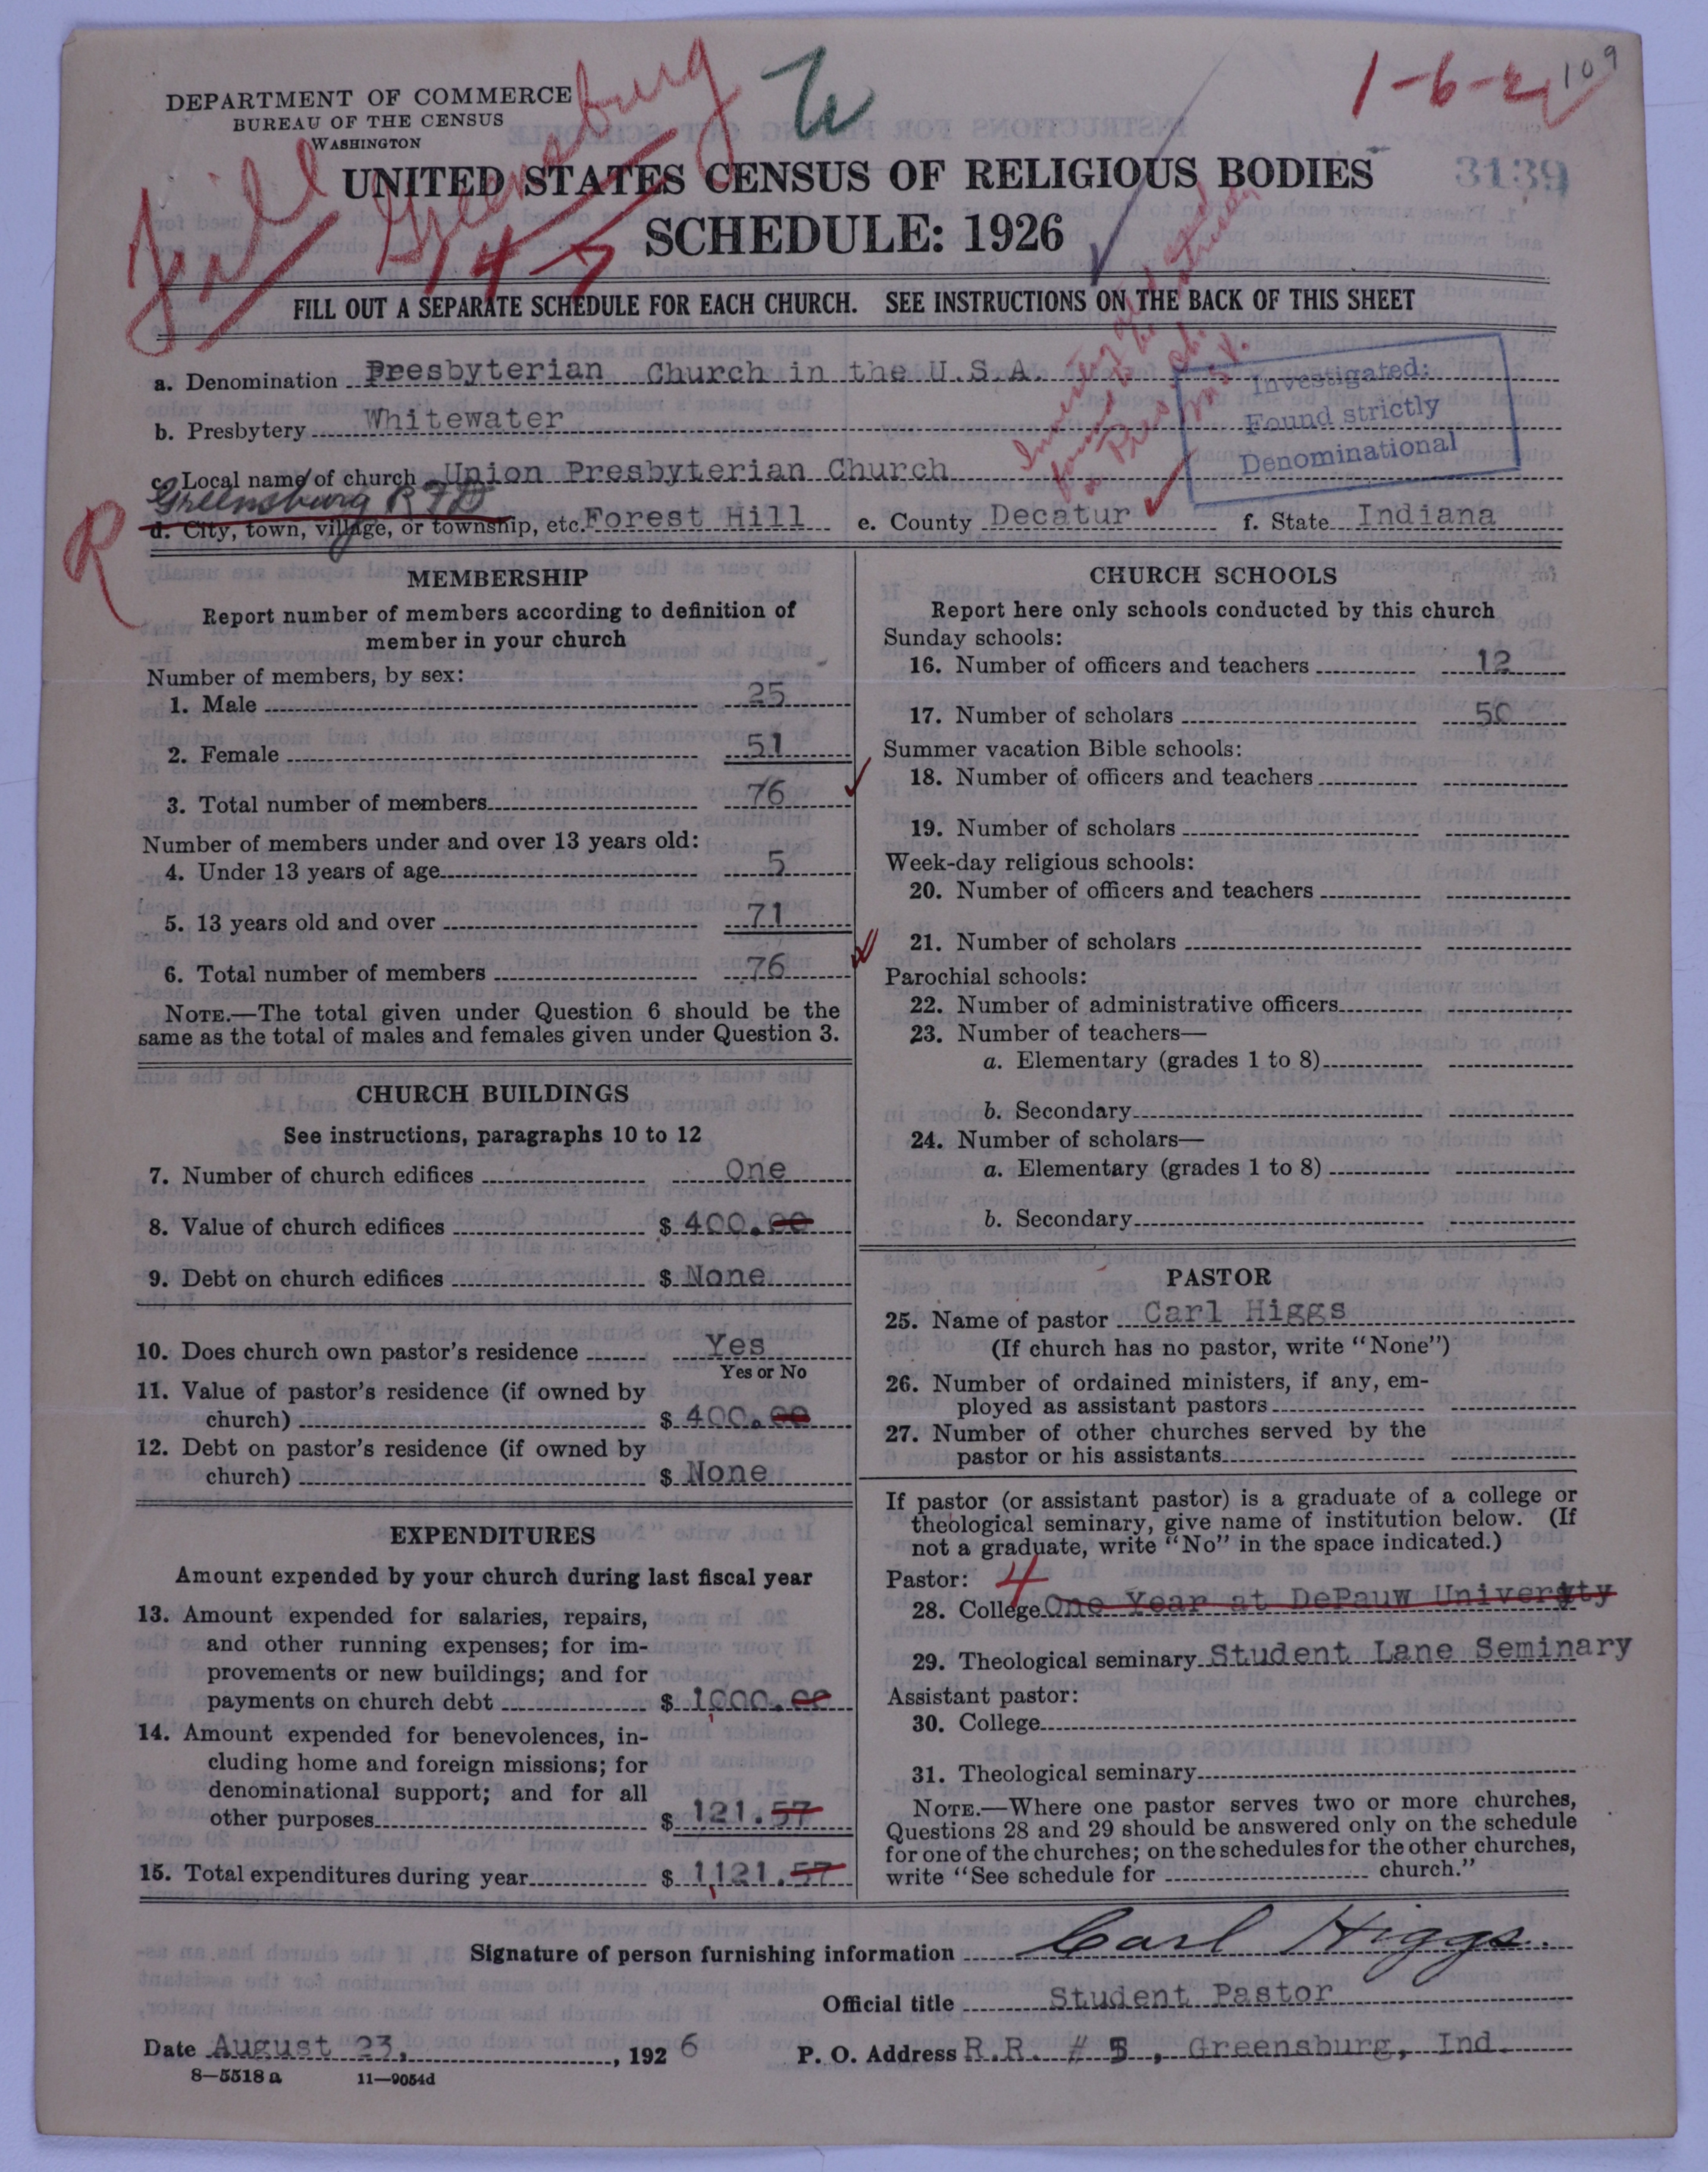 109
1-6-2
DEPARTMENT OF COMMERCE
BUREAU OF THE CENSUS
WASHINGTON
Greensburg
3139
UNITED STATES CENSUS OF RELIGIOUS BODIES
SCHEDULE: 1926
FILL OUT A SEPARATE SCHEDULE FOR EACH CHURCH. SEE INSTRUCTIONS ON THE BACK OF THIS SHEET
a. Denomination Presbyterian Church in the U.S.A.
Investigated:
Found strictly
Denominational
b. Presbytery Whitewater
c. Local name of church Union Presbyterian Church
Greensburg RFD
R
d. City, town, village, or township, etc. Forest Hill e. County Decatur f. State Indiana
MEMBERSHIP
Report number of members according to definition of
member in your church
Number of members, by sex:
1. Male 25
2. Female 51
3. Total number of members 76
Number of members under and over 13 years old:
4. Under 13 years of age 5
5. 13 years old and over 71
6. Total number of members 76
NOTE.—The total given under Question 6 should be the
same as the total of males and females given under Question 3.
CHURCH BUILDINGS
See instructions, paragraphs 10 to 12
7. Number of church edifices One
8. Value of church edifices $ 400.00
9. Debt on church edifices $ None
10. Does church own pastor's residence Yes
Yes or No
11. Value of pastor's residence (if owned by
church) $ 400.00
12. Debt on pastor's residence (if owned by
church) $ None
EXPENDITURES
Amount expended by your church during last fiscal year
13. Amount expended for salaries, repairs,
and other running expenses; for im-
provements or new buildings; and for
payments on church debt $ 1000.00
14. Amount expended for benevolences, in-
cluding home and foreign missions; for
denominational support; and for all
other purposes $ 121.57
15. Total expenditures during year $ 1121.57
CHURCH SCHOOLS
Report here only schools conducted by this church
Sunday schools:
16. Number of officers and teachers 12
17. Number of scholars 50
Summer vacation Bible schools:
18. Number of officers and teachers
19. Number of scholars
Week-day religious schools:
20. Number of officers and teachers
21. Number of scholars
Parochial schools:
22. Number of administrative officers
23. Number of teachers—
a. Elementary (grades 1 to 8)
b. Secondary
24. Number of scholars—
a. Elementary (grades 1 to 8)
b. Secondary
PASTOR
25. Name of pastor Carl Higgs
(If church has no pastor, write "None")
26. Number of ordained ministers, if any, em-
ployed as assistant pastors
27. Number of other churches served by the
pastor or his assistants
If pastor (or assistant pastor) is a graduate of a college or
theological seminary, give name of institution below. (If
not a graduate, write "No" in the space indicated.)
Pastor: 4
28. College One Year at DePauw Univerity
29. Theological seminary Student Lane Seminary
Assistant pastor:
30. College
31. Theological seminary
NOTE.—Where one pastor serves two or more churches,
Questions 28 and 29 should be answered only on the schedule
for one of the churches; on the schedules for the other churches,
write "See schedule for church."
Signature of person furnishing information Carl Higgs.
Official title Student Pastor
Date August 23, , 1926 P. O. Address R.R. # 5 , Greensburg, Ind.
8—5518 a 11—9054d